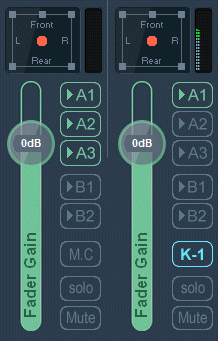 Front
L R
Rear
A1
A2
0dB
A3
B1
B2
Fader Gain
M.C
solo
Mute
Front
L R
Rear
A1
A2
0dB
A3
B1
B2
Fader Gain
K-1
solo
Mute